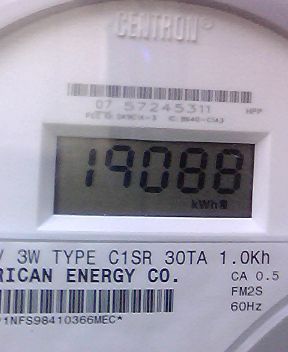 CENTRON®
07 57245311 HPP
19088
kWh
V 3W TYPE C1SR 30TA 1.0Kh
RICAN ENERGY CO. CA 0.5
FM2S
60Hz
1NFS98410366MEC*